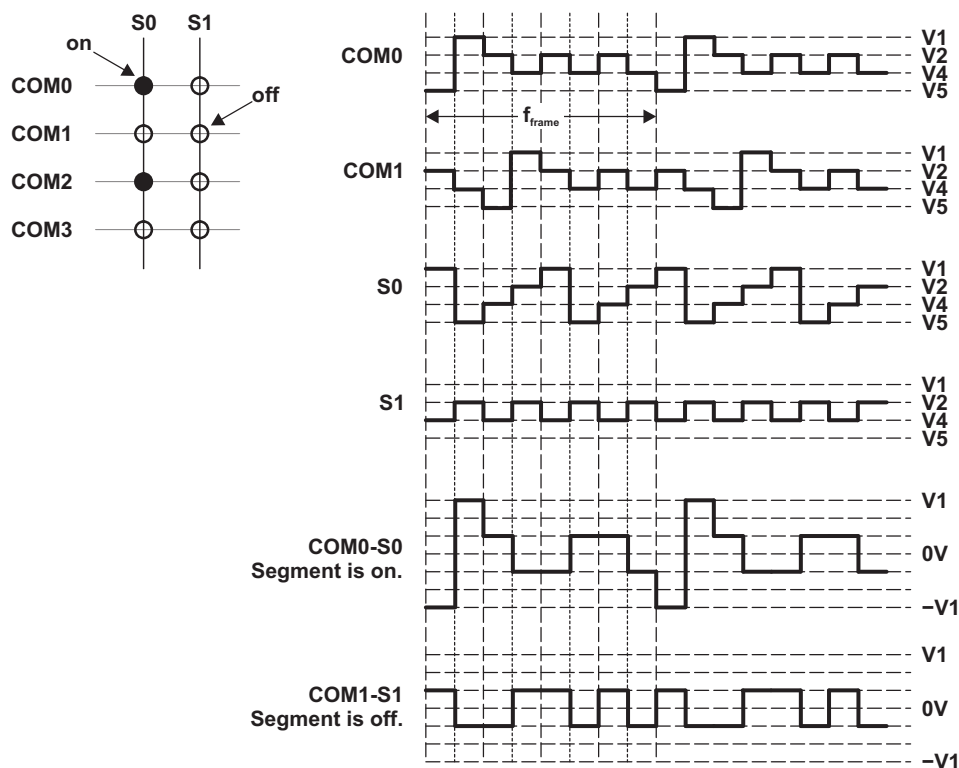 S0 S1
on
COM0
off
COM1
COM2
COM3
COM0
V1
V2
V4
V5
fframe
COM1
V1
V2
V4
V5
S0
V1
V2
V4
V5
S1
V1
V2
V4
V5
COM0-S0
Segment is on.
V1
0V
−V1
COM1-S1
Segment is off.
V1
0V
−V1